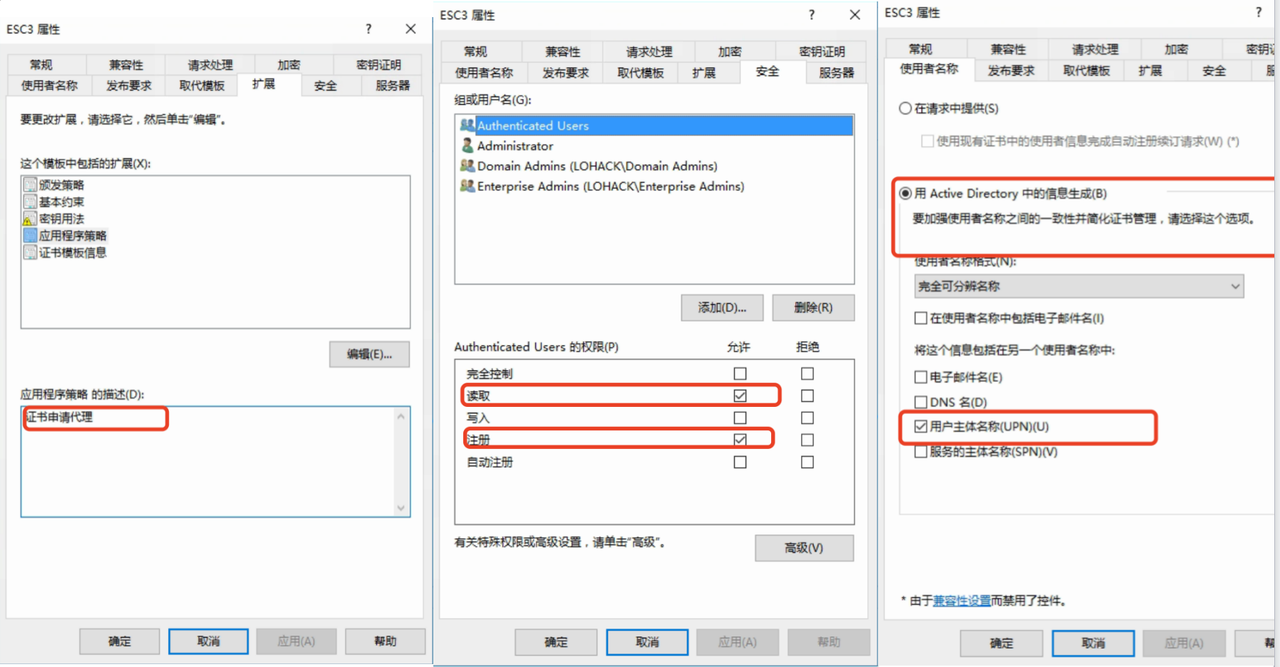 ESC3 属性
?
常规 兼容性 请求处理 加密 密钥证明
使用者名称 发布要求 取代模板 扩展 安全 服务器
要更改扩展，请选择它，然后单击“编辑”。
这个模板中包括的扩展(X):
颁发策略
基本约束
密钥用法
应用程序策略
证书模板信息
编辑(E)...
应用程序策略 的描述(D):
证书申请代理
确定 取消 应用(A) 帮助
ESC3 属性
?
常规 兼容性 请求处理 加密 密钥证明
使用者名称 发布要求 取代模板 扩展 安全 服务器
组或用户名(G):
Authenticated Users
Administrator
Domain Admins (LOHACK\Domain Admins)
Enterprise Admins (LOHACK\Enterprise Admins)
添加(D)... 删除(R)
Authenticated Users 的权限(P) 允许 拒绝
完全控制
读取
写入
注册
自动注册
有关特殊权限或高级设置，请单击“高级”。
高级(V)
确定 取消 应用(A) 帮助
ESC3 属性
?
常规 兼容性 请求处理 加密 密钥
使用者名称 发布要求 取代模板 扩展 安全
在请求中提供(S)
使用现有证书中的使用者信息完成自动注册续订请求(W) (*)
用 Active Directory 中的信息生成(B)
要加强使用者名称之间的一致性并简化证书管理，请选择这个选项。
使用者名称格式(N):
完全可分辨名称
在使用者名称中包括电子邮件名(I)
将这个信息包括在另一个使用者名称中:
电子邮件名(E)
DNS 名(D)
用户主体名称(UPN)(U)
服务的主体名称(SPN)(V)
* 由于兼容性设置而禁用了控件。
确定 取消 应用(A)